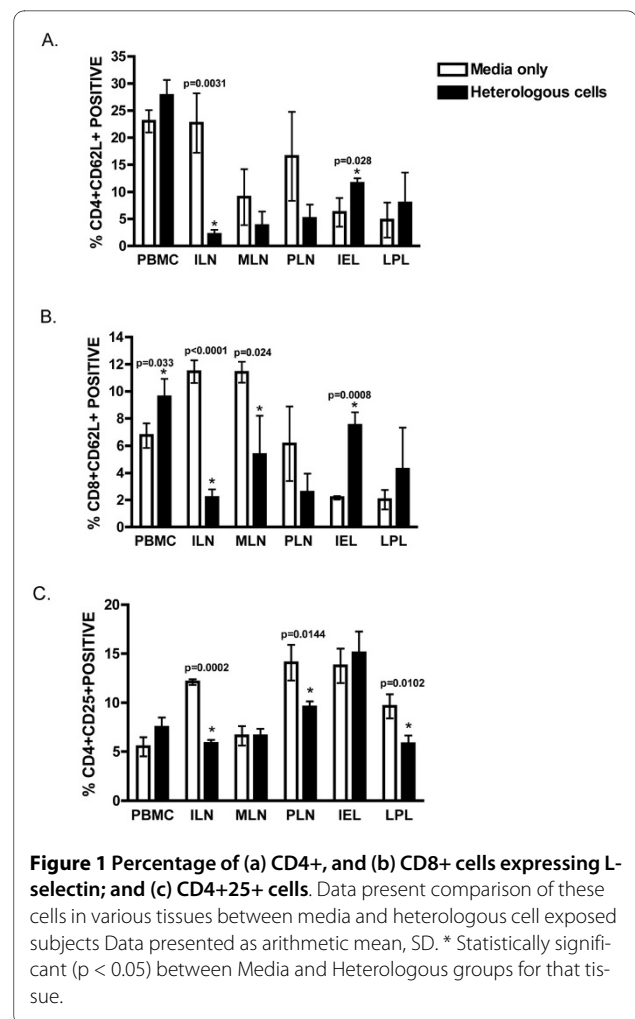 A.
Media only
Heterologous cells
% CD4+CD62L+ POSITIVE
35
30
25
20
15
10
5
0
p=0.0031
*
p=0.028
*
PBMC ILN MLN PLN IEL LPL
B.
% CD8+CD62L+ POSITIVE
14
12
10
8
6
4
2
0
p=0.033
*
p<0.0001
*
p=0.024
*
p=0.0008
*
PBMC ILN MLN PLN IEL LPL
C.
% CD4+CD25+POSITIVE
20
15
10
5
0
p=0.0002
*
p=0.0144
*
p=0.0102
*
PBMC ILN MLN PLN IEL LPL
Figure 1 Percentage of (a) CD4+, and (b) CD8+ cells expressing L-
selectin; and (c) CD4+25+ cells. Data present comparison of these
cells in various tissues between media and heterologous cell exposed
subjects Data presented as arithmetic mean, SD. * Statistically signifi-
cant (p < 0.05) between Media and Heterologous groups for that tis-
sue.